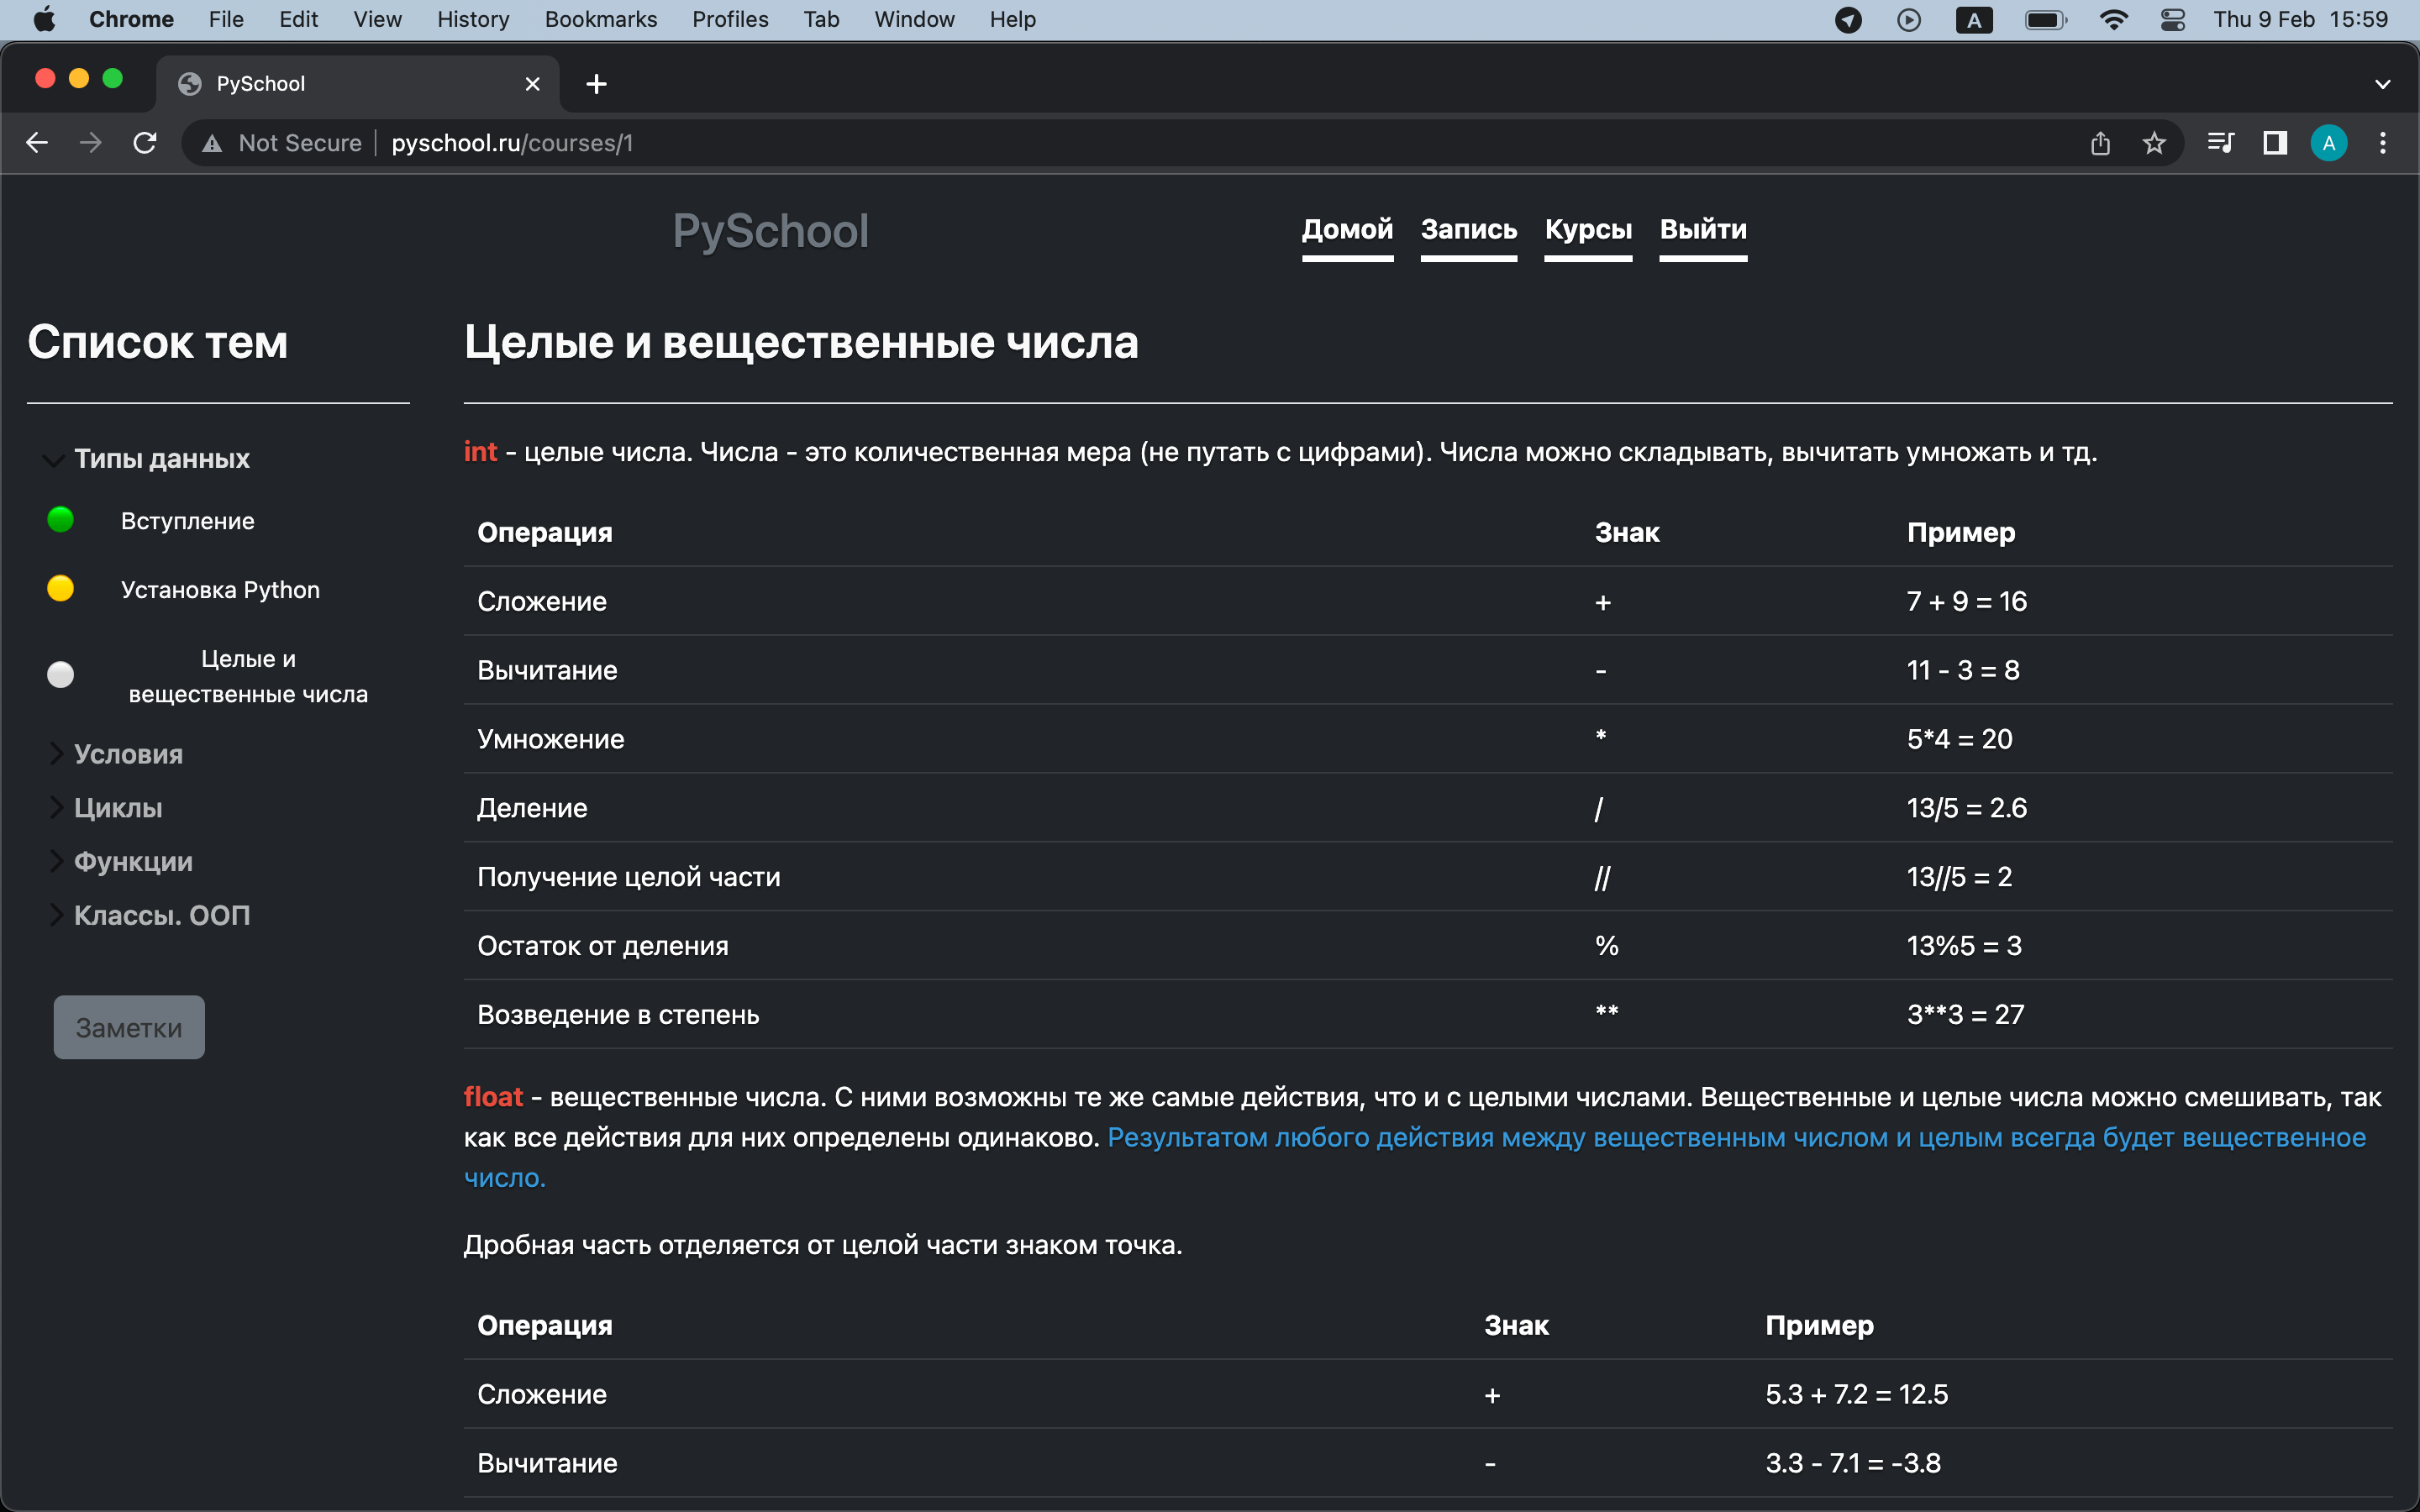 Chrome File Edit View History Bookmarks Profiles Tab Window Help A Thu 9 Feb 15:59
PySchool
Not Secure pyschool.ru/courses/1 A
PySchool Домой Запись Курсы Выйти
Список тем
Типы данных
Вступление
Установка Python
Целые и
вещественные числа
Условия
Циклы
Функции
Классы. ООП
Заметки
Целые и вещественные числа
int - целые числа. Числа - это количественная мера (не путать с цифрами). Числа можно складывать, вычитать умножать и тд.
Операция Знак Пример
Сложение + 7 + 9 = 16
Вычитание - 11 - 3 = 8
Умножение * 5*4 = 20
Деление / 13/5 = 2.6
Получение целой части // 13//5 = 2
Остаток от деления % 13%5 = 3
Возведение в степень ** 3**3 = 27
float - вещественные числа. С ними возможны те же самые действия, что и с целыми числами. Вещественные и целые числа можно смешивать, так
как все действия для них определены одинаково. Результатом любого действия между вещественным числом и целым всегда будет вещественное
число.
Дробная часть отделяется от целой части знаком точка.
Операция Знак Пример
Сложение + 5.3 + 7.2 = 12.5
Вычитание - 3.3 - 7.1 = -3.8